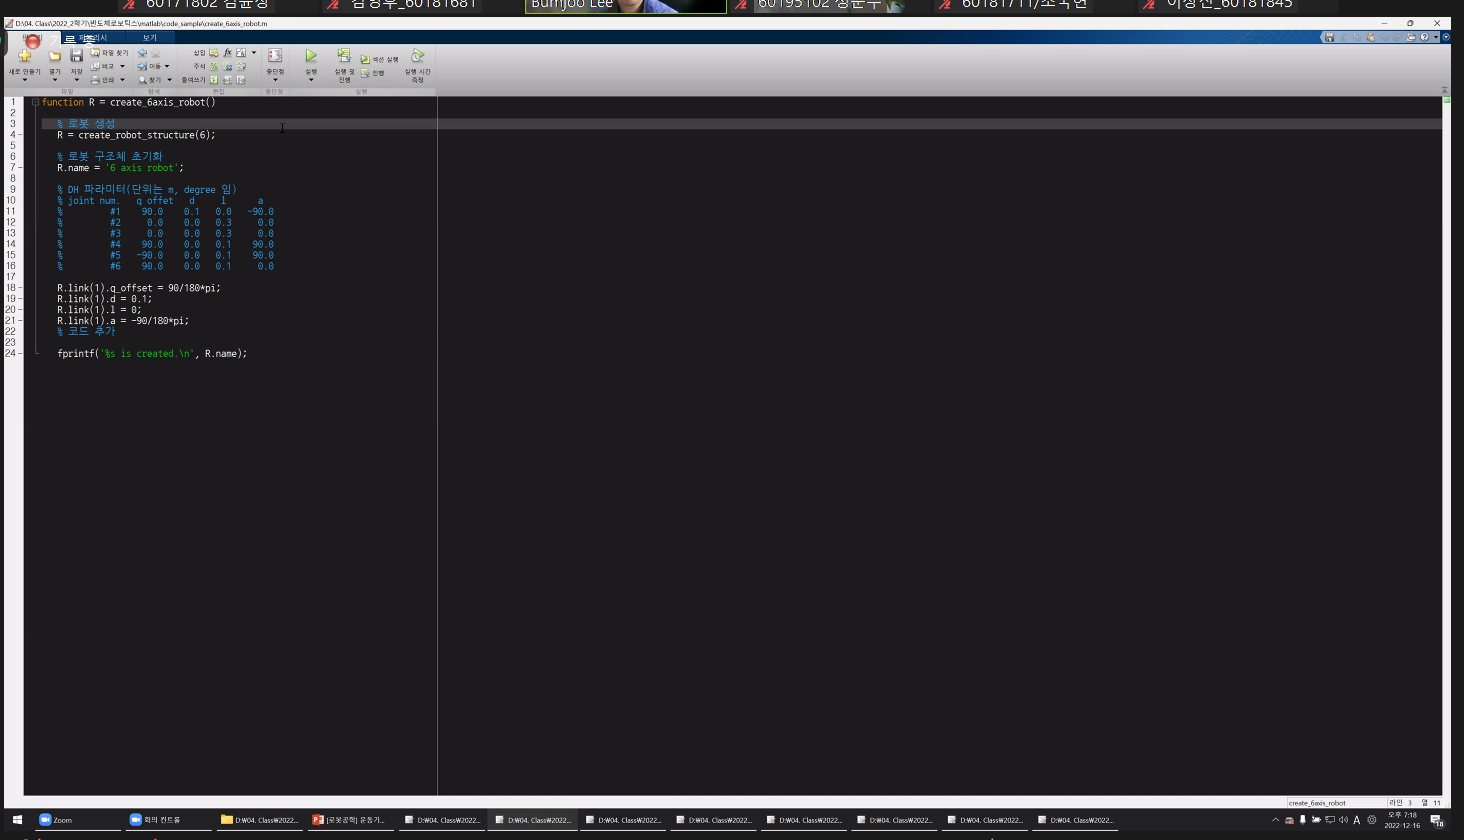 60171802 김윤성
김영우_60181681
Bumjoo Lee
60181711/조국현
이창진_60181845
D:\04. Class\2022_2학기\반도체로보틱스\matlab\code_sample\create_6axis_robot.m
기록 중
보기
새로 만들기
열기
저장
파일 찾기
비교
인쇄
이동
찾기
삽입
주석
들여쓰기
중단점
실행
실행 및
진행
섹션 실행
진행
실행 시간
측정
파일
탐색
편집
중단점
실행
1 function R = create_6axis_robot()
2
3 % 로봇 생성
4 R = create_robot_structure(6);
5
6 % 로봇 구조체 초기화
7 R.name = '6 axis robot';
8
9 % DH 파라미터(단위는 m, degree 임)
10 % joint num. q offet d l a
11 % #1 90.0 0.1 0.0 -90.0
12 % #2 0.0 0.0 0.3 0.0
13 % #3 0.0 0.0 0.3 0.0
14 % #4 90.0 0.0 0.1 90.0
15 % #5 -90.0 0.0 0.1 90.0
16 % #6 90.0 0.0 0.1 0.0
17
18 R.link(1).q_offset = 90/180*pi;
19 R.link(1).d = 0.1;
20 R.link(1).l = 0;
21 R.link(1).a = -90/180*pi;
22 % 코드 추가
23
24 fprintf('%s is created.\n', R.name);
create_6axis_robot 라인 3 열 11
Zoom
회의 컨트롤
D:\04. Class\2022...
[로봇공학] 운동기...
D:\04. Class\2022...
D:\04. Class\2022...
D:\04. Class\2022...
D:\04. Class\2022...
D:\04. Class\2022...
D:\04. Class\2022...
D:\04. Class\2022...
D:\04. Class\2022...
A
오후 7:18
2022-12-16
18